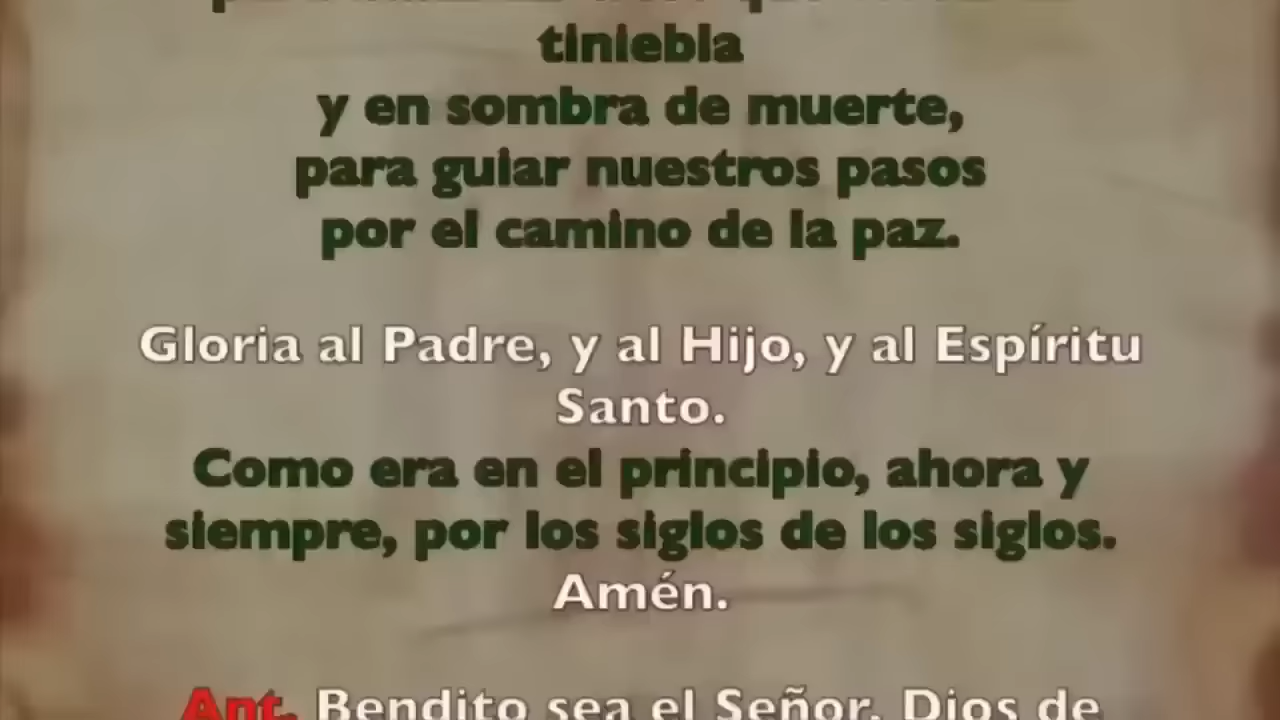 tiniebla
y en sombra de muerte,
para guiar nuestros pasos
por el camino de la paz.
Gloria al Padre, y al Hijo, y al Espíritu
Santo.
Como era en el principio, ahora y
siempre, por los siglos de los siglos.
Amén.
Ant. Bendito sea el Señor, Dios de